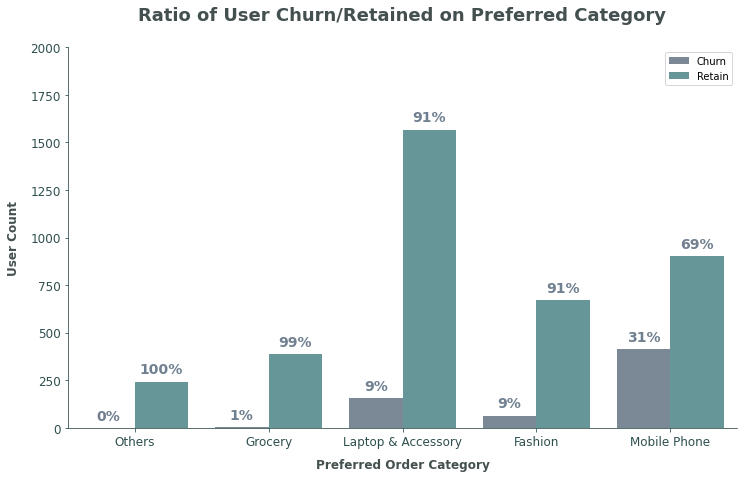 Ratio of User Churn/Retained on Preferred Category
2000
1750
1500
1250
1000
750
500
250
0
User Count
Churn
Retain
0%
100%
1%
99%
9%
91%
9%
91%
31%
69%
Others
Grocery
Laptop & Accessory
Fashion
Mobile Phone
Preferred Order Category